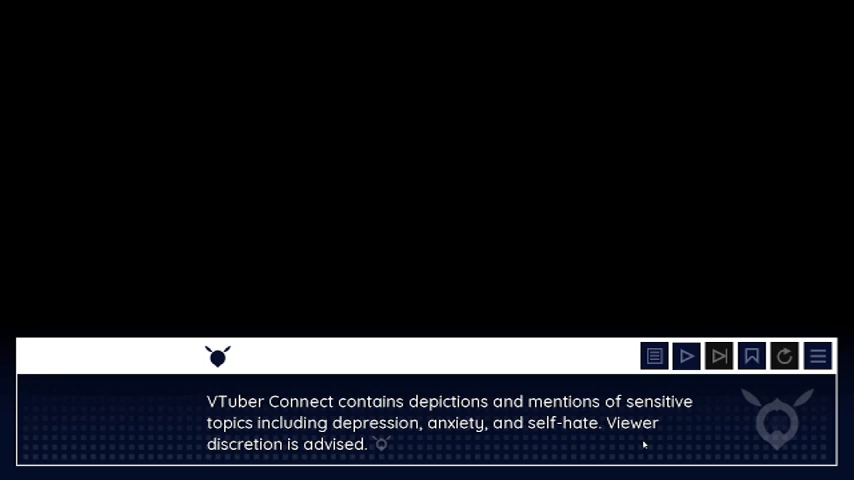 VTuber Connect contains depictions and mentions of sensitive
topics including depression, anxiety, and self-hate. Viewer
discretion is advised.